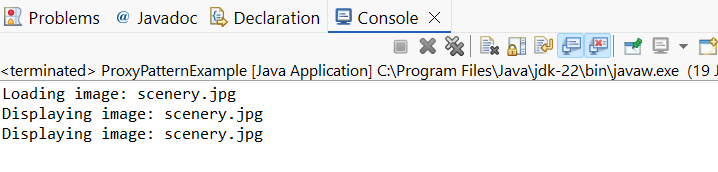 Problems @ Javadoc Declaration Console
<terminated> ProxyPatternExample [Java Application] C:\Program Files\Java\jdk-22\bin\javaw.exe (19 J
Loading image: scenery.jpg
Displaying image: scenery.jpg
Displaying image: scenery.jpg